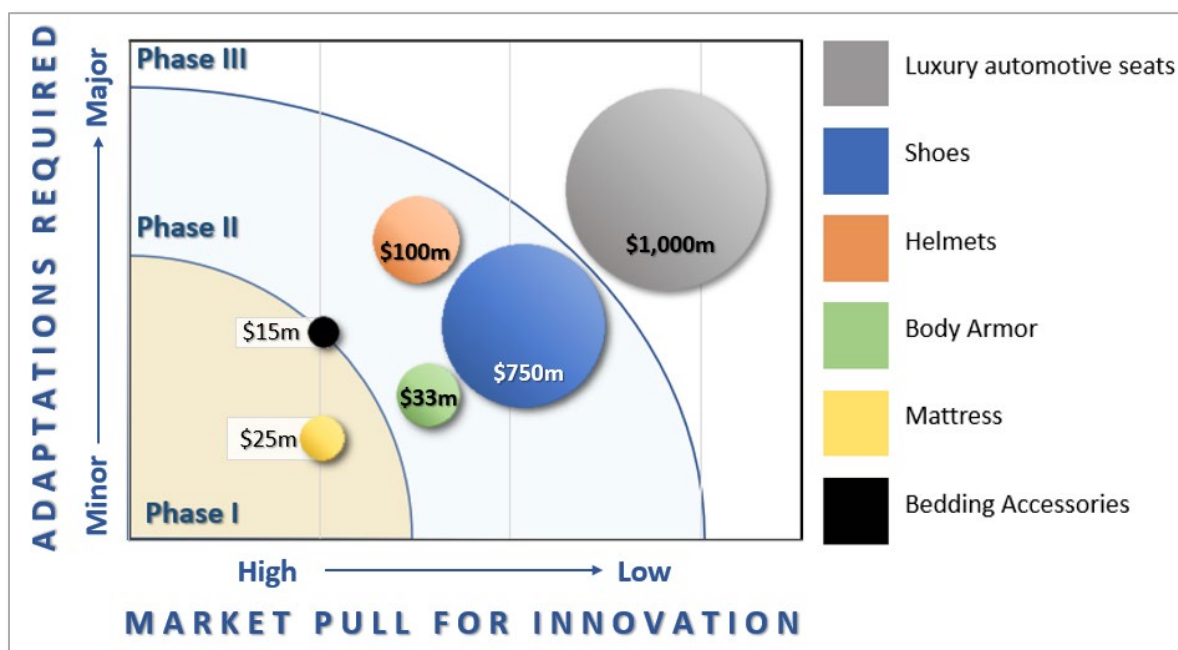 ADAPTATIONS REQUIRED
Minor
Major
Phase III
Phase II
Phase I
$1,000m
$100m
$750m
$15m
$33m
$25m
High
Low
MARKET PULL FOR INNOVATION
Luxury automotive seats
Shoes
Helmets
Body Armor
Mattress
Bedding Accessories